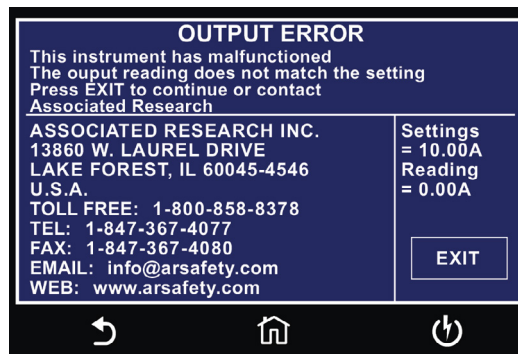 OUTPUT ERROR
This instrument has malfunctioned
The ouput reading does not match the setting
Press EXIT to continue or contact
Associated Research
ASSOCIATED RESEARCH INC.
13860 W. LAUREL DRIVE
LAKE FOREST, IL 60045-4546
U.S.A.
TOLL FREE: 1-800-858-8378
TEL: 1-847-367-4077
FAX: 1-847-367-4080
EMAIL: info@arsafety.com
WEB: www.arsafety.com
Settings
= 10.00A
Reading
= 0.00A
EXIT